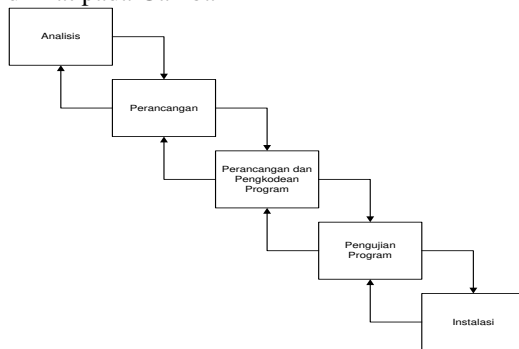 Analisis
Perancangan
Perancangan dan
Pengkodean
Program
Pengujian
Program
Instalasi